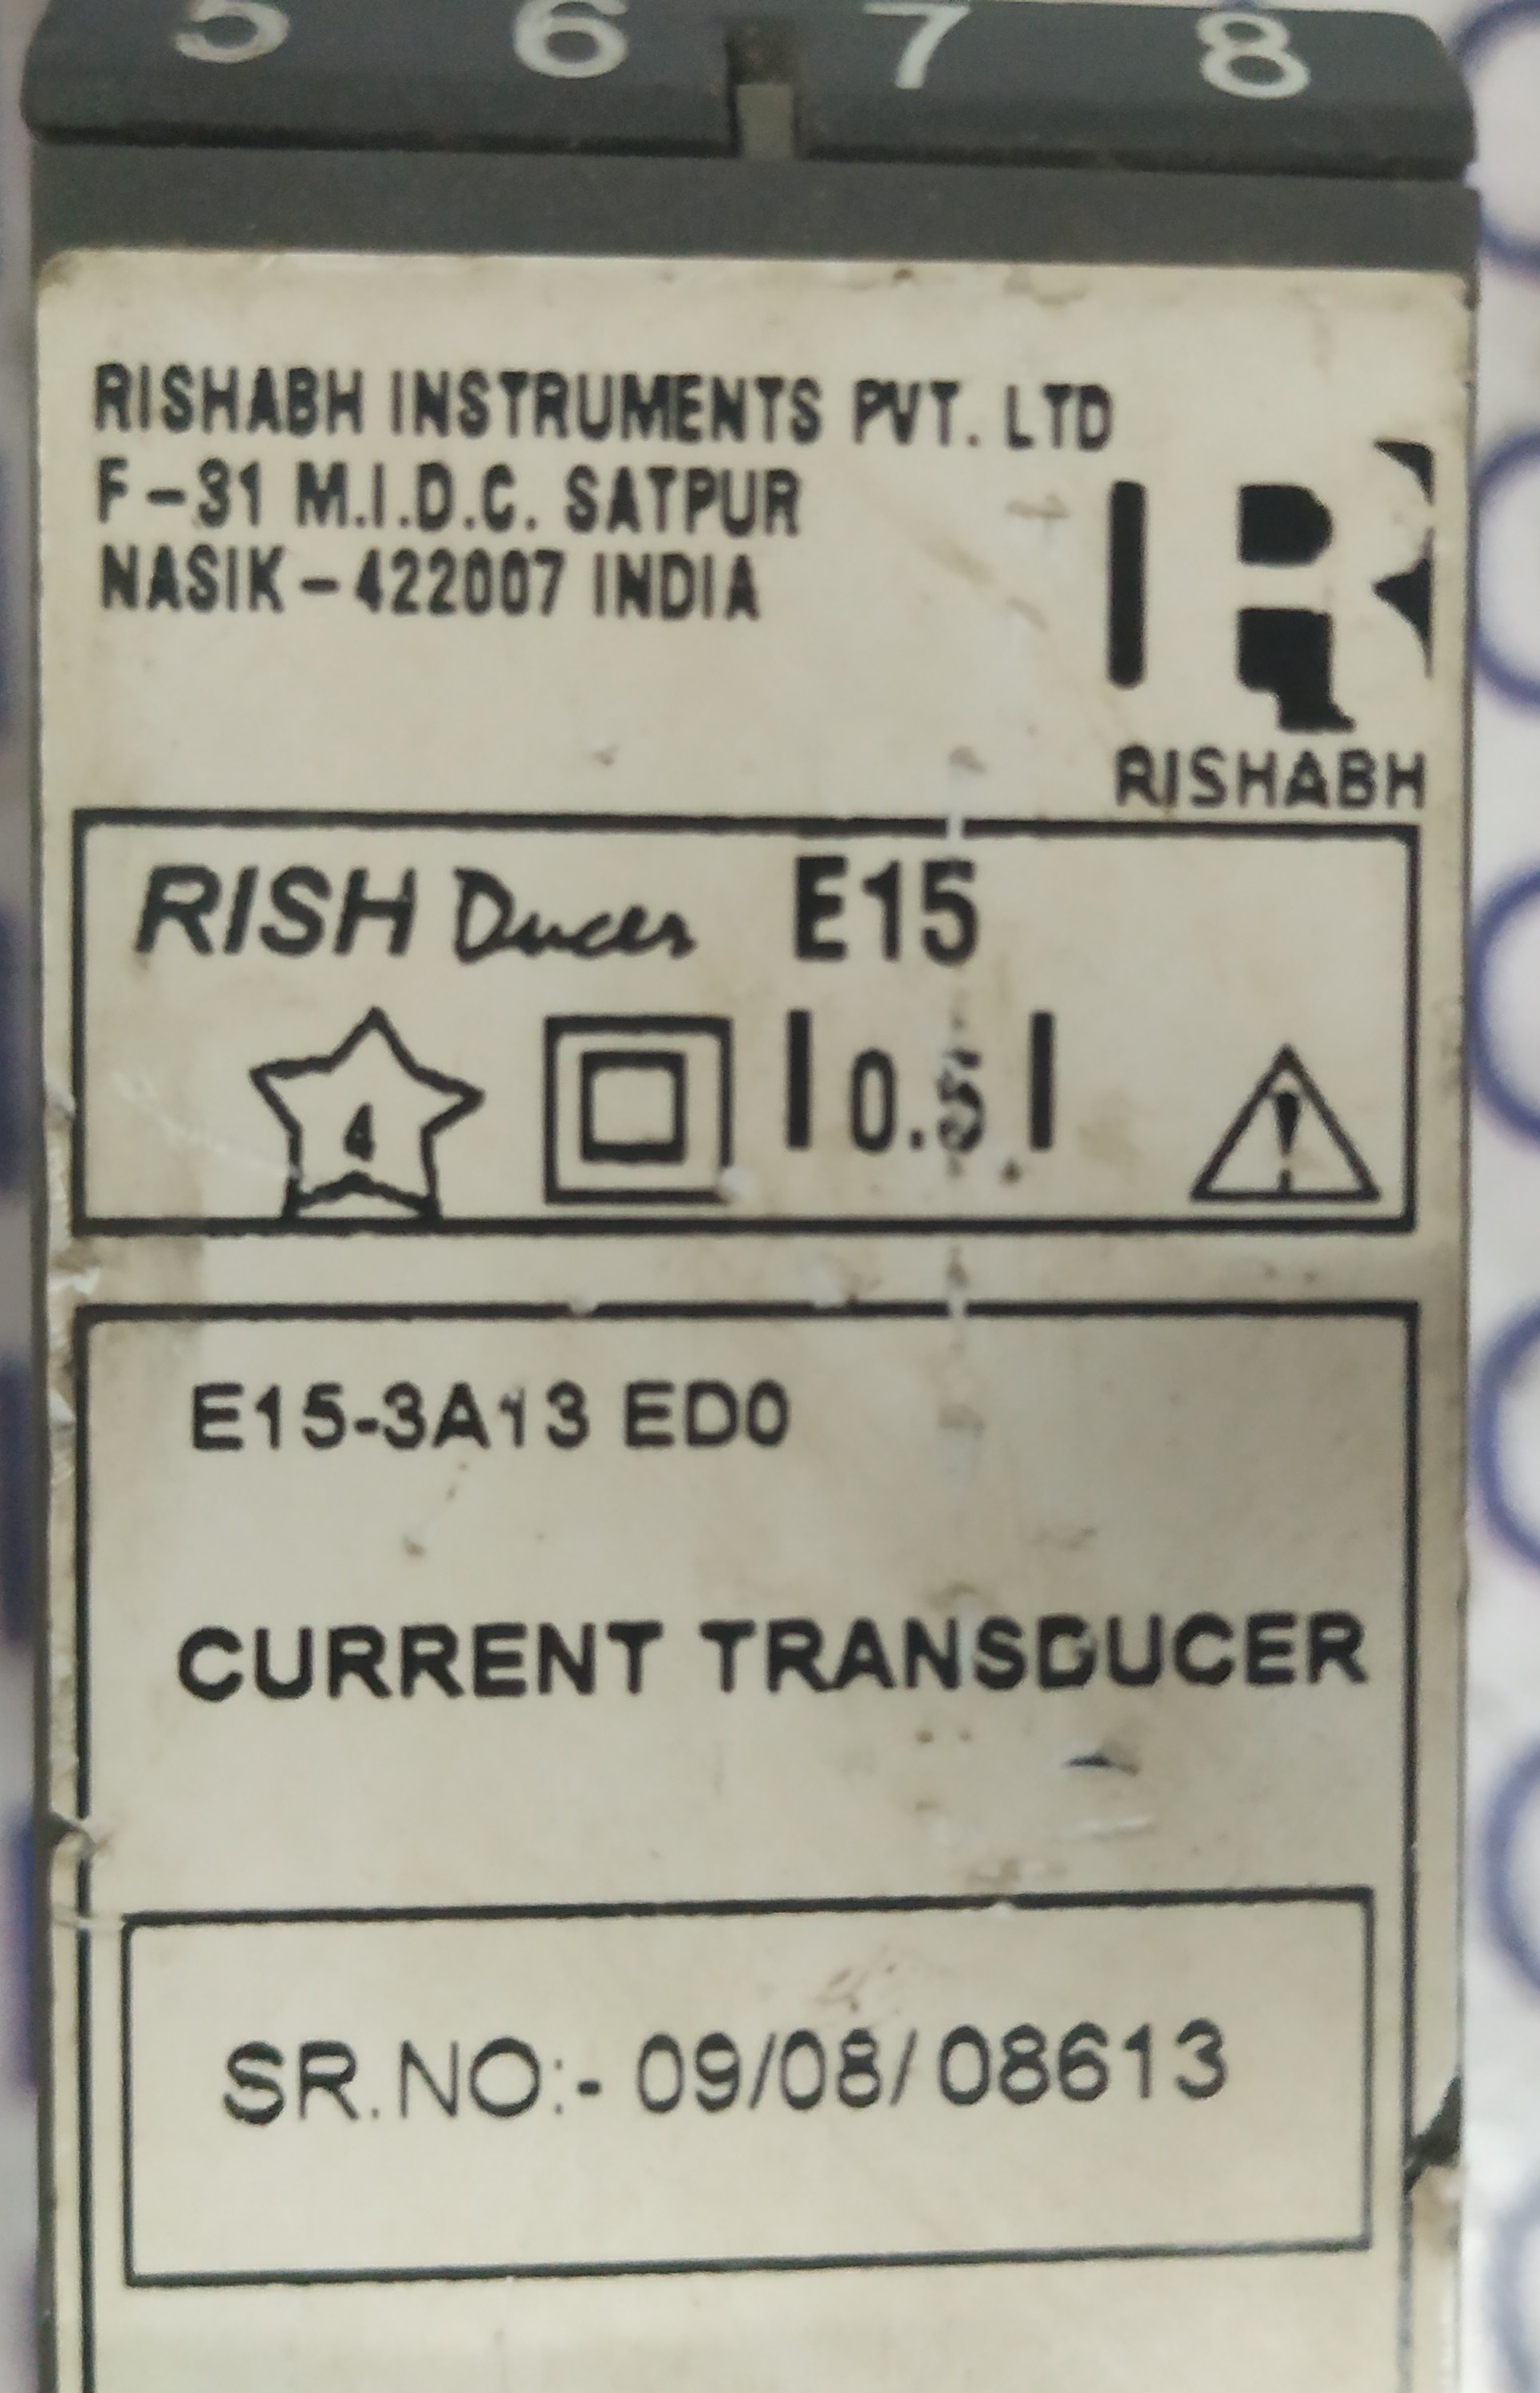 5 6 7 8
RISHABH INSTRUMENTS PVT. LTD
F-31 M.I.D.C. SATPUR
NASIK-422007 INDIA
RISHABH
RISH Ducer E15
4
0.5
E15-3A13 ED0
CURRENT TRANSDUCER
SR.NO:- 09/08/08613